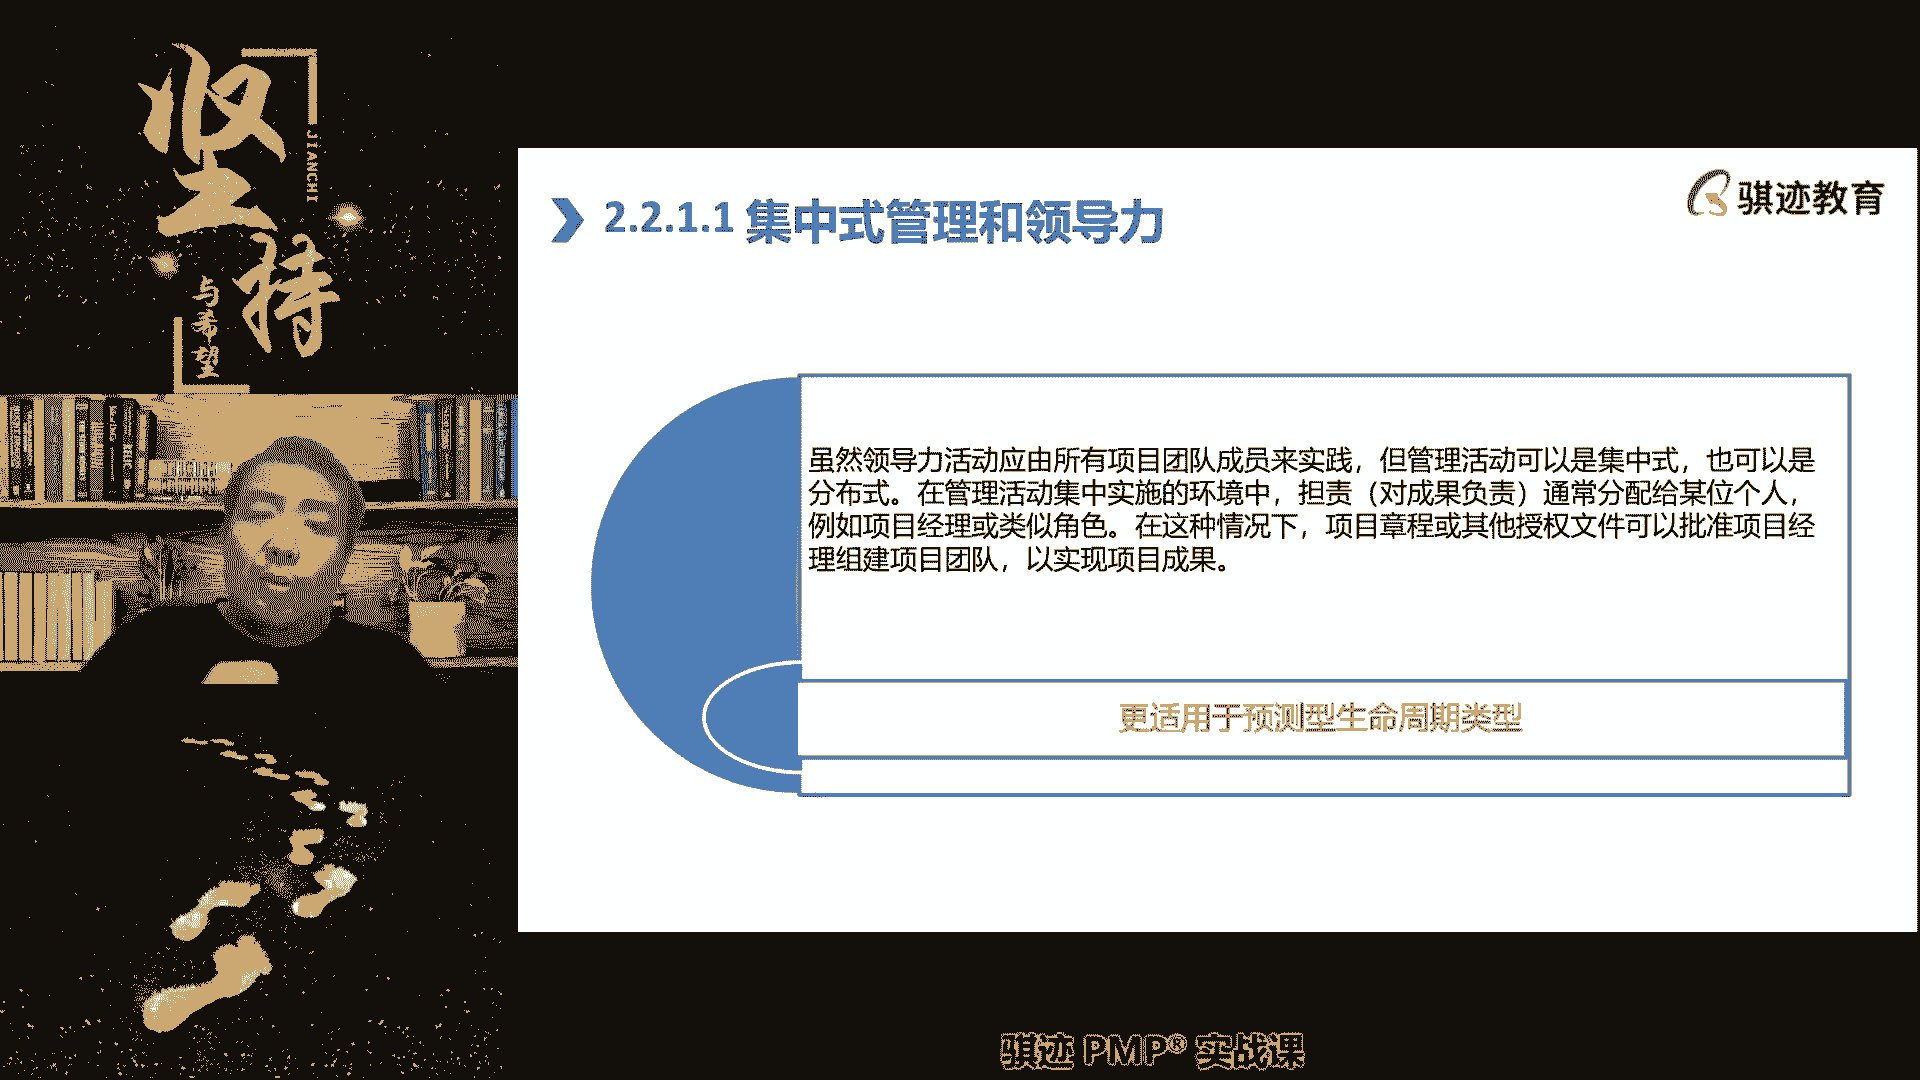 坚持
JIANCHI
与希望
骐迹教育
2.2.1.1 集中式管理和领导力
虽然领导力活动应由所有项目团队成员来实践，但管理活动可以是集中式，也可以是
分布式。在管理活动集中实施的环境中，担责（对成果负责）通常分配给某位个人，
例如项目经理或类似角色。在这种情况下，项目章程或其他授权文件可以批准项目经
理组建项目团队，以实现项目成果。
更适用于预测型生命周期类型
骐迹 PMP® 实战课